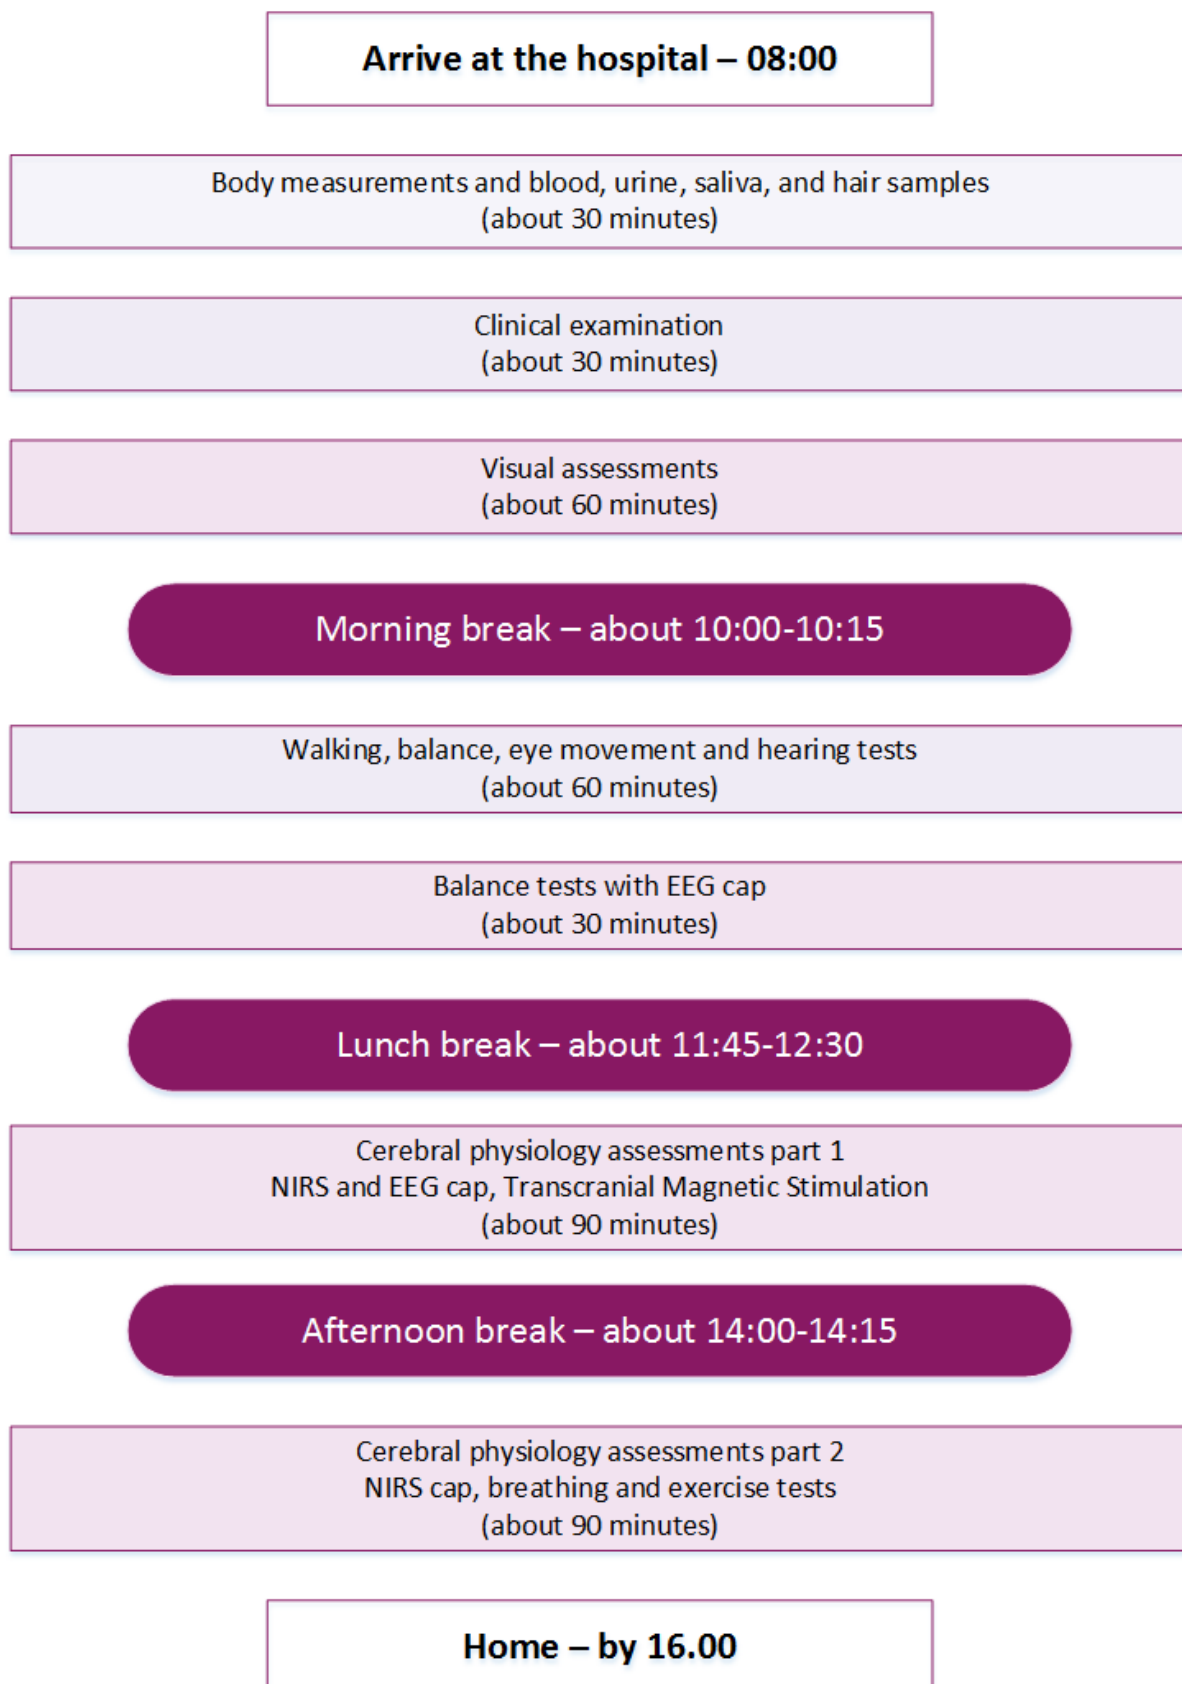 Arrive at the hospital – 08:00
Body measurements and blood, urine, saliva, and hair samples
(about 30 minutes)
Clinical examination
(about 30 minutes)
Visual assessments
(about 60 minutes)
Morning break – about 10:00-10:15
Walking, balance, eye movement and hearing tests
(about 60 minutes)
Balance tests with EEG cap
(about 30 minutes)
Lunch break – about 11:45-12:30
Cerebral physiology assessments part 1
NIRS and EEG cap, Transcranial Magnetic Stimulation
(about 90 minutes)
Afternoon break – about 14:00-14:15
Cerebral physiology assessments part 2
NIRS cap, breathing and exercise tests
(about 90 minutes)
Home – by 16.00